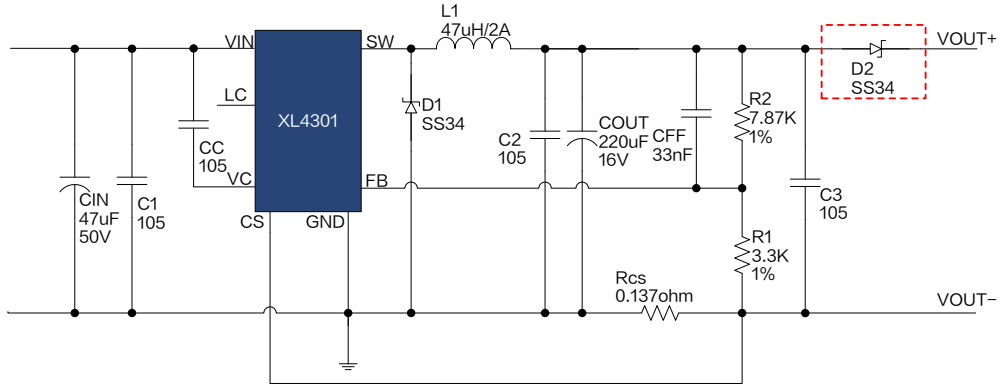 L1
47uH/2A
VIN
SW
VOUT+
D2
SS34
LC
XL4301
D1
SS34
R2
7.87K
1%
CC
105
C2
105
COUT
220uF
16V
CFF
33nF
VC
FB
CIN
47uF
50V
C1
105
C3
105
CS
GND
R1
3.3K
1%
Rcs
0.137ohm
VOUT−